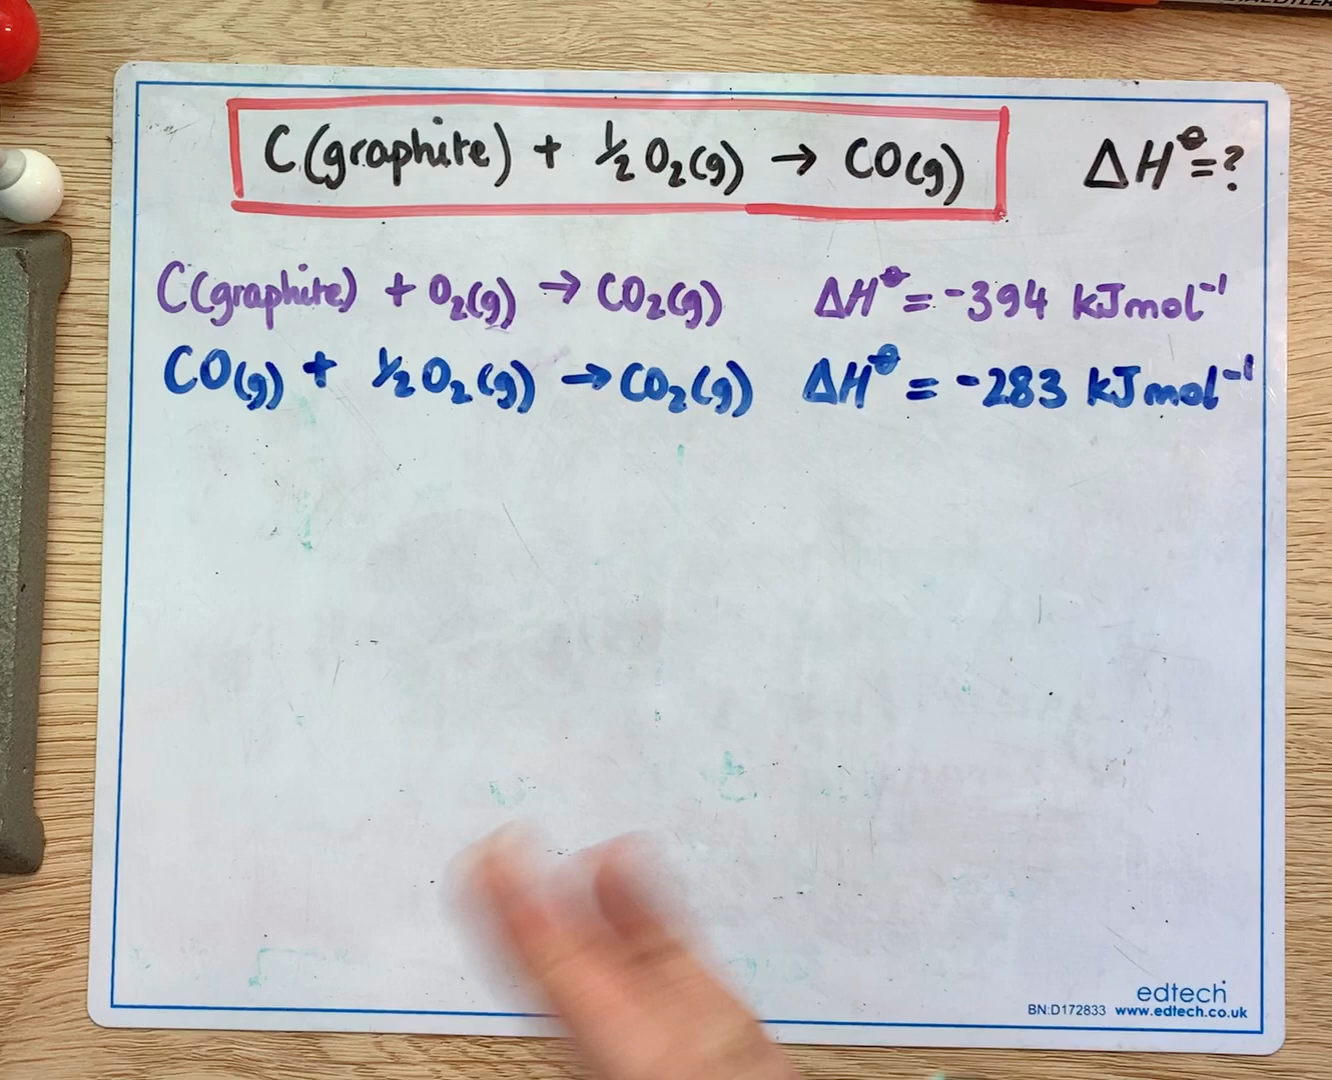 C(graphite) + ½O₂(g) → CO(g) ΔH^⦵=?
C(graphite) + O₂(g) → CO₂(g) ΔH^⦵ = -394 kJmol⁻¹
CO(g) + ½O₂(g) → CO₂(g) ΔH^⦵ = -283 kJmol⁻¹
edtech
BN:D172833 www.edtech.co.uk